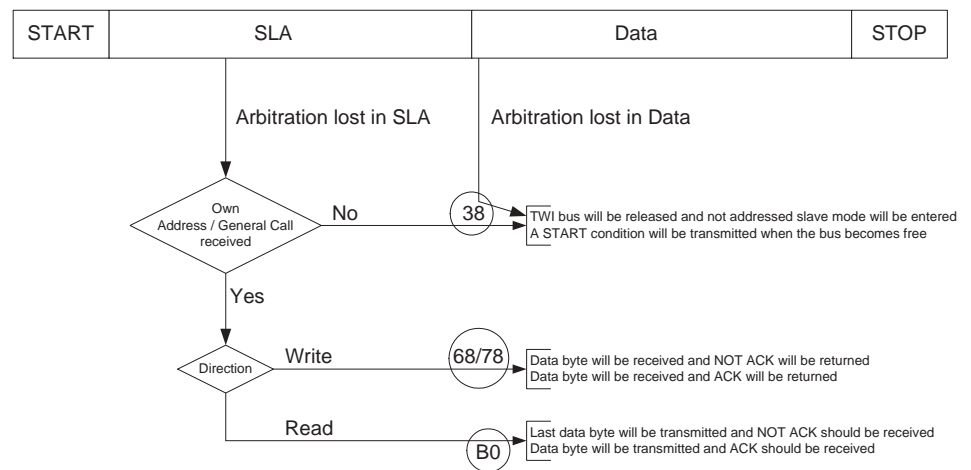 START SLA Data STOP
Arbitration lost in SLA Arbitration lost in Data
Own
Address / General Call
received
No
38
TWI bus will be released and not addressed slave mode will be entered
A START condition will be transmitted when the bus becomes free
Yes
Direction
Write
68/78
Data byte will be received and NOT ACK will be returned
Data byte will be received and ACK will be returned
Read
B0
Last data byte will be transmitted and NOT ACK should be received
Data byte will be transmitted and ACK should be received